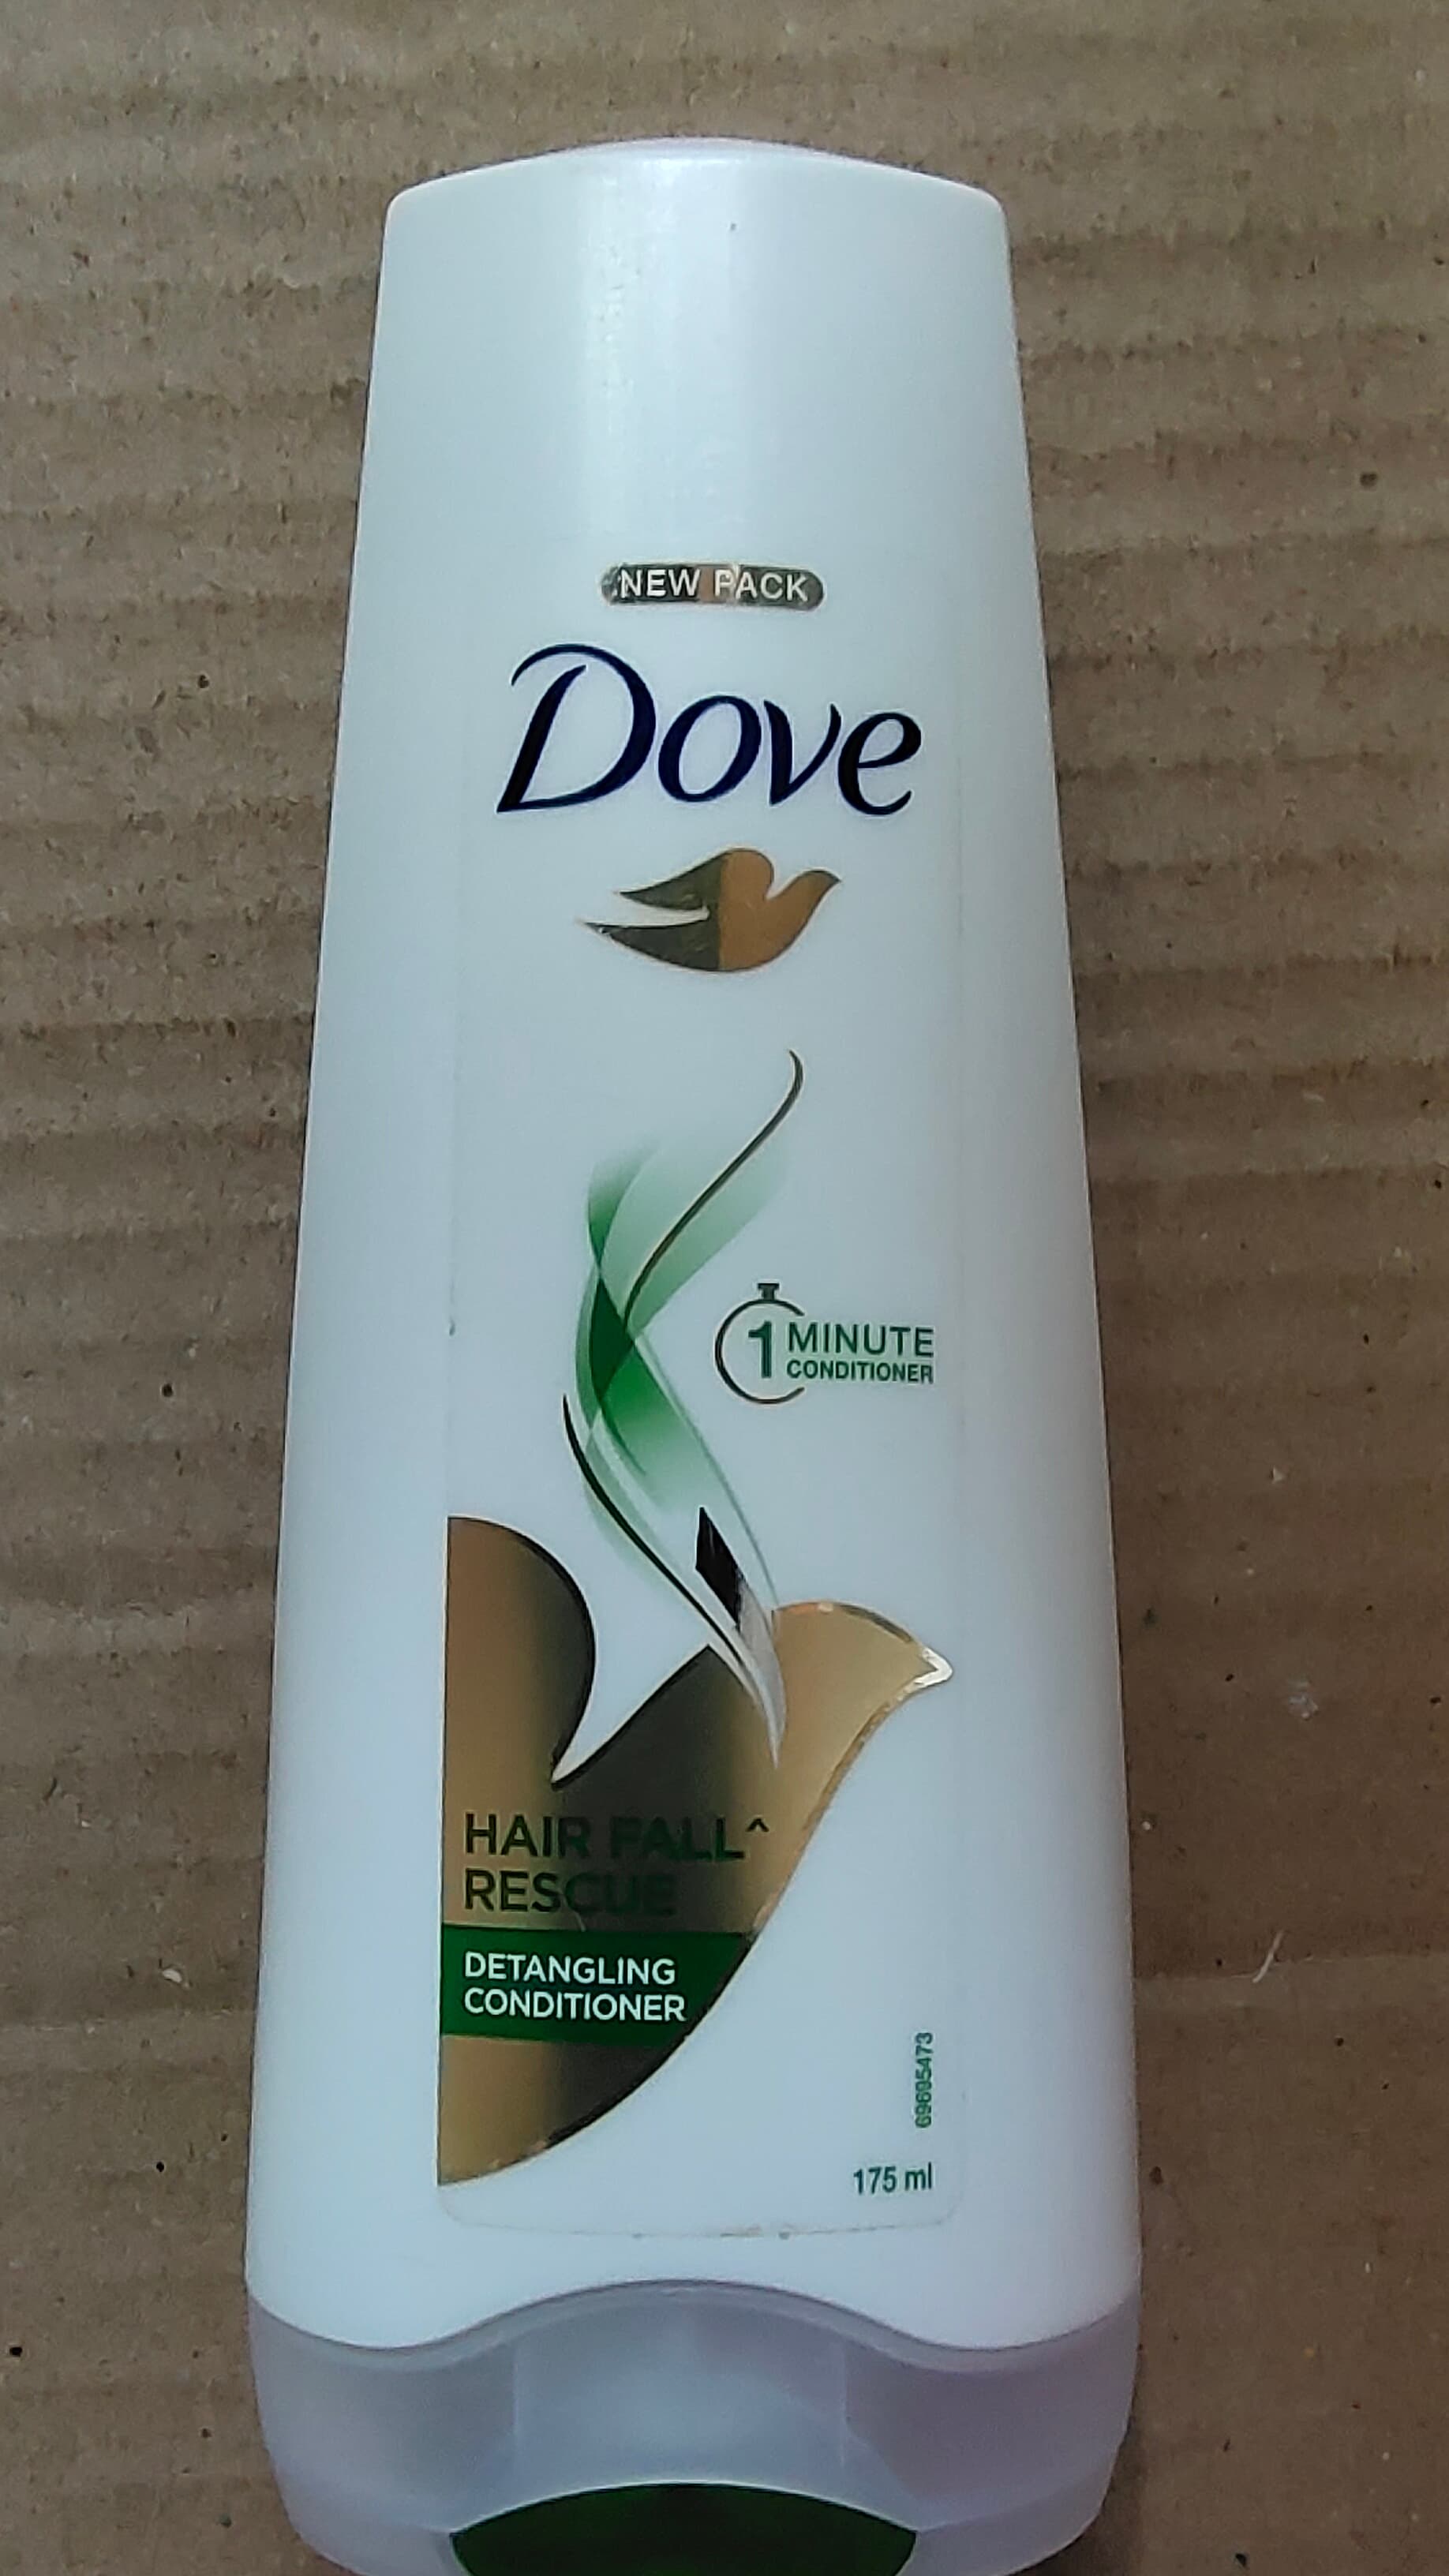 NEW PACK
Dove
1 MINUTE
CONDITIONER
HAIR FALL^
RESCUE
DETANGLING
CONDITIONER
69695473
175 ml